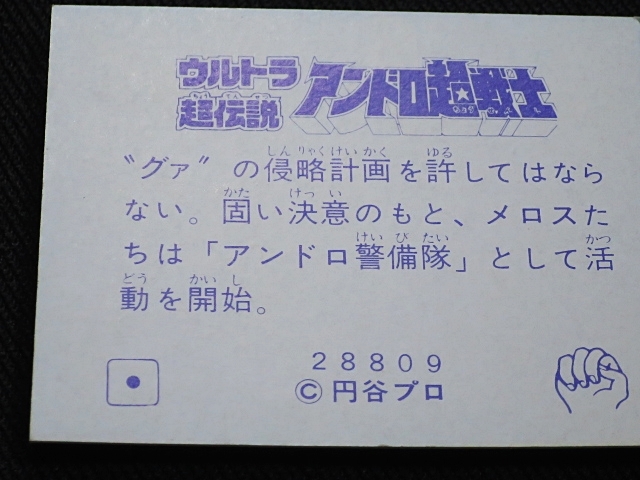 ウルトラ
超伝説
アンドロ超戦士
〝グァ〟の侵略計画を許してはなら
ない。固い決意のもと、メロスた
ちは「アンドロ警備隊」として活
動を開始。
28809
©円谷プロ